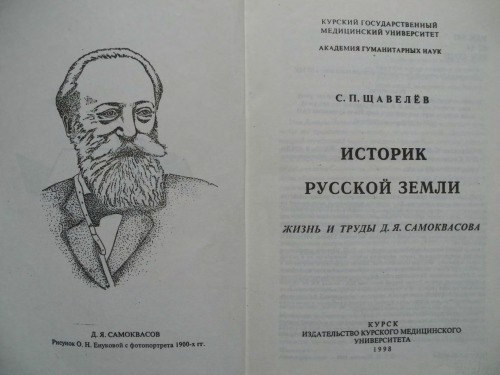 Д. Я. САМОКВАСОВ
Рисунок О. Н. Енуковой с фотопортрета 1900-х гг.
КУРСКИЙ ГОСУДАРСТВЕННЫЙ
МЕДИЦИНСКИЙ УНИВЕРСИТЕТ
АКАДЕМИЯ ГУМАНИТАРНЫХ НАУК
С. П. ЩАВЕЛЁВ
ИСТОРИК
РУССКОЙ ЗЕМЛИ
ЖИЗНЬ И ТРУДЫ Д. Я. САМОКВАСОВА
КУРСК
ИЗДАТЕЛЬСТВО КУРСКОГО МЕДИЦИНСКОГО
УНИВЕРСИТЕТА
1998